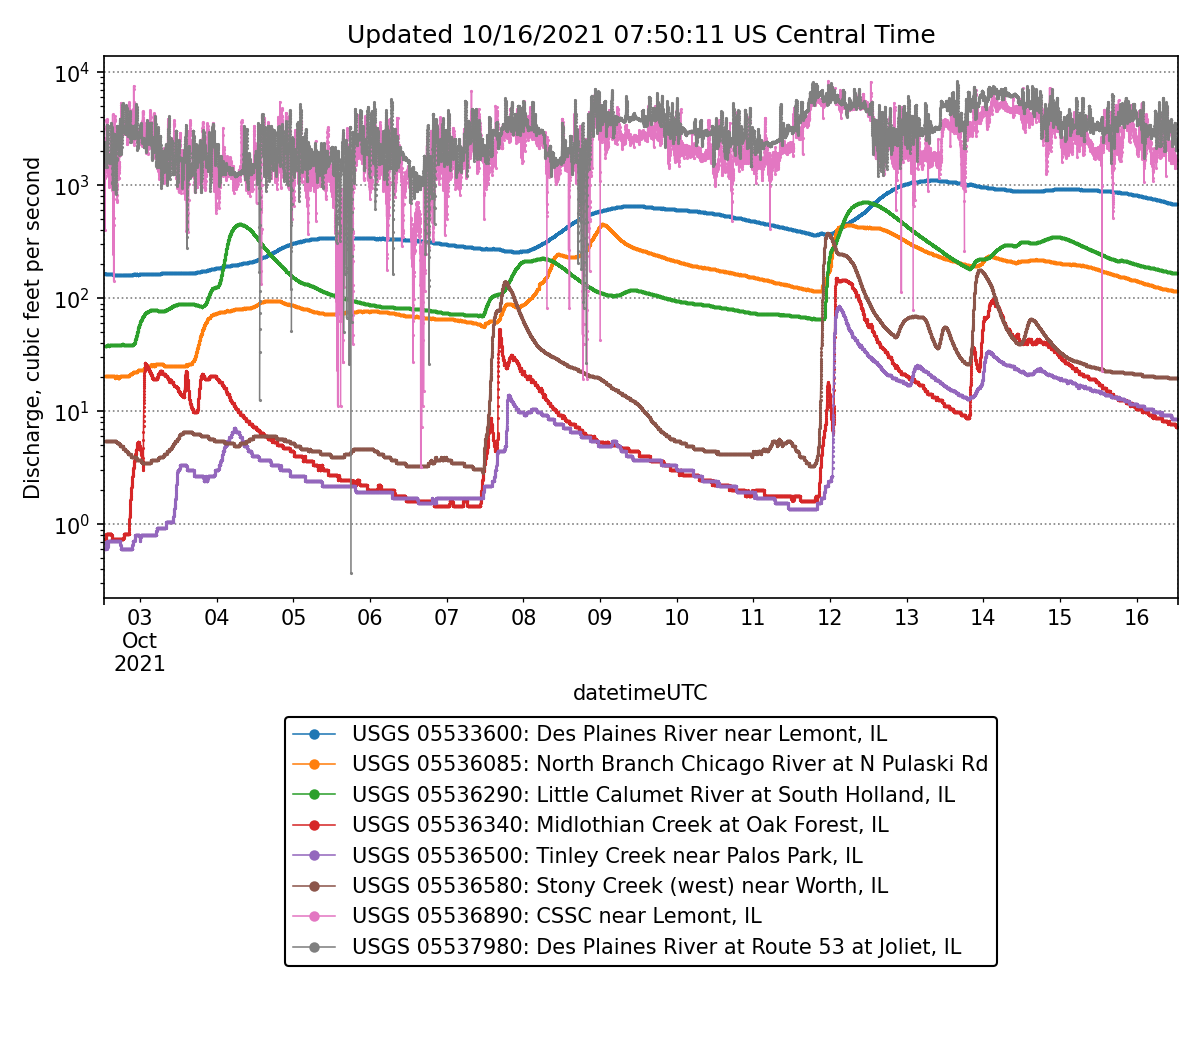 Updated 10/16/2021 07:50:11 US Central Time
Discharge, cubic feet per second
10^4
10^3
10^2
10^1
10^0
03 04 05 06 07 08 09 10 11 12 13 14 15 16
Oct
2021
datetimeUTC
USGS 05533600: Des Plaines River near Lemont, IL
USGS 05536085: North Branch Chicago River at N Pulaski Rd
USGS 05536290: Little Calumet River at South Holland, IL
USGS 05536340: Midlothian Creek at Oak Forest, IL
USGS 05536500: Tinley Creek near Palos Park, IL
USGS 05536580: Stony Creek (west) near Worth, IL
USGS 05536890: CSSC near Lemont, IL
USGS 05537980: Des Plaines River at Route 53 at Joliet, IL